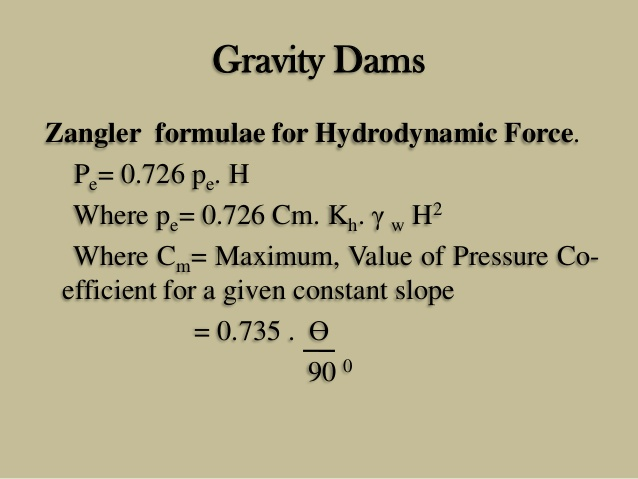 Gravity Dams
Zangler formulae for Hydrodynamic Force.
Pe= 0.726 pe. H
Where pe= 0.726 Cm. Kh. γ w H2
Where Cm= Maximum, Value of Pressure Co-
efficient for a given constant slope
= 0.735 . Ө
90 0